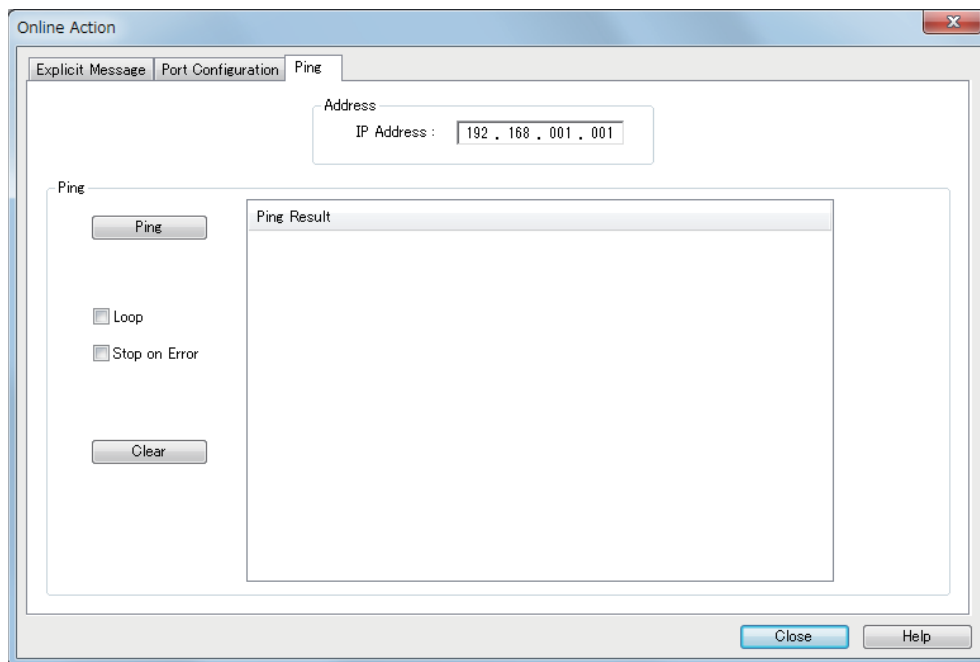 Online Action
Explicit Message Port Configuration Ping
Address
IP Address : 192 . 168 . 001 . 001
Ping
Ping Ping Result
Loop
Stop on Error
Clear
Close Help